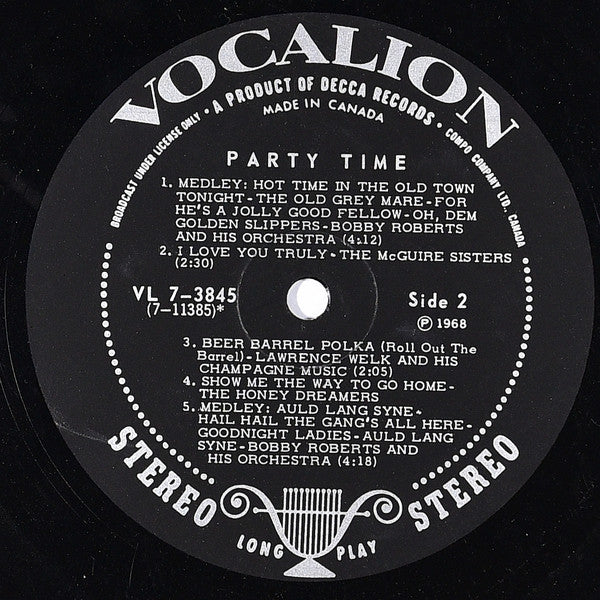 VOCALION
• A PRODUCT OF DECCA RECORDS •
BROADCAST UNDER LICENSE ONLY
COMPO COMPANY LTD., CANADA
MADE IN CANADA
PARTY TIME
1. MEDLEY: HOT TIME IN THE OLD TOWN
TONIGHT-THE OLD GREY MARE-FOR
HE'S A JOLLY GOOD FELLOW-OH, DEM
GOLDEN SLIPPERS-BOBBY ROBERTS
AND HIS ORCHESTRA (4:12)
2. I LOVE YOU TRULY-THE McGUIRE SISTERS
(2:30)
VL 7-3845
(7-11385)*
Side 2
Ⓟ 1968
3. BEER BARREL POLKA (Roll Out The
Barrel)-LAWRENCE WELK AND HIS
CHAMPAGNE MUSIC (2:05)
4. SHOW ME THE WAY TO GO HOME-
THE HONEY DREAMERS
5. MEDLEY: AULD LANG SYNE-
HAIL HAIL THE GANG'S ALL HERE-
GOODNIGHT LADIES-AULD LANG
SYNE-BOBBY ROBERTS AND
HIS ORCHESTRA (4:18)
STEREO
STEREO
LONG PLAY